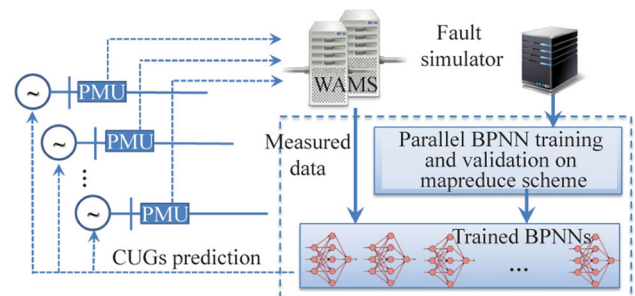 Fault
simulator
WAMS
PMU
PMU
PMU
~
~
~
⋮
Measured
data
Parallel BPNN training
and validation on
mapreduce scheme
Trained BPNNs
...
CUGs prediction